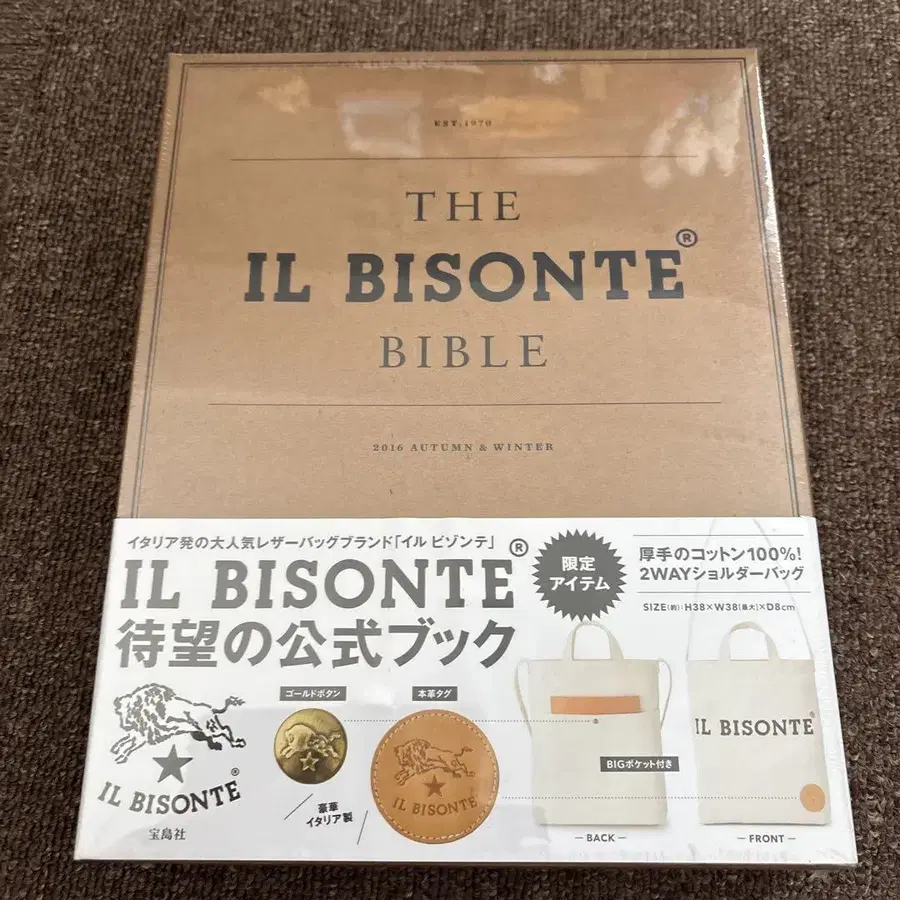 EST.1970
THE
IL BISONTE®
BIBLE
2016 AUTUMN & WINTER
イタリア発の大人気レザーバッグブランド「イル ビゾンテ」
IL BISONTE®
待望の公式ブック
限定
アイテム
厚手のコットン100%!
2WAYショルダーバッグ
SIZE(約):H38×W38(最大)×D8cm
ゴールドボタン
本革タグ
豪華
イタリア製
IL BISONTE®
宝島社
IL BISONTE®
BIGポケット付き
IL BISONTE®
BACK
FRONT